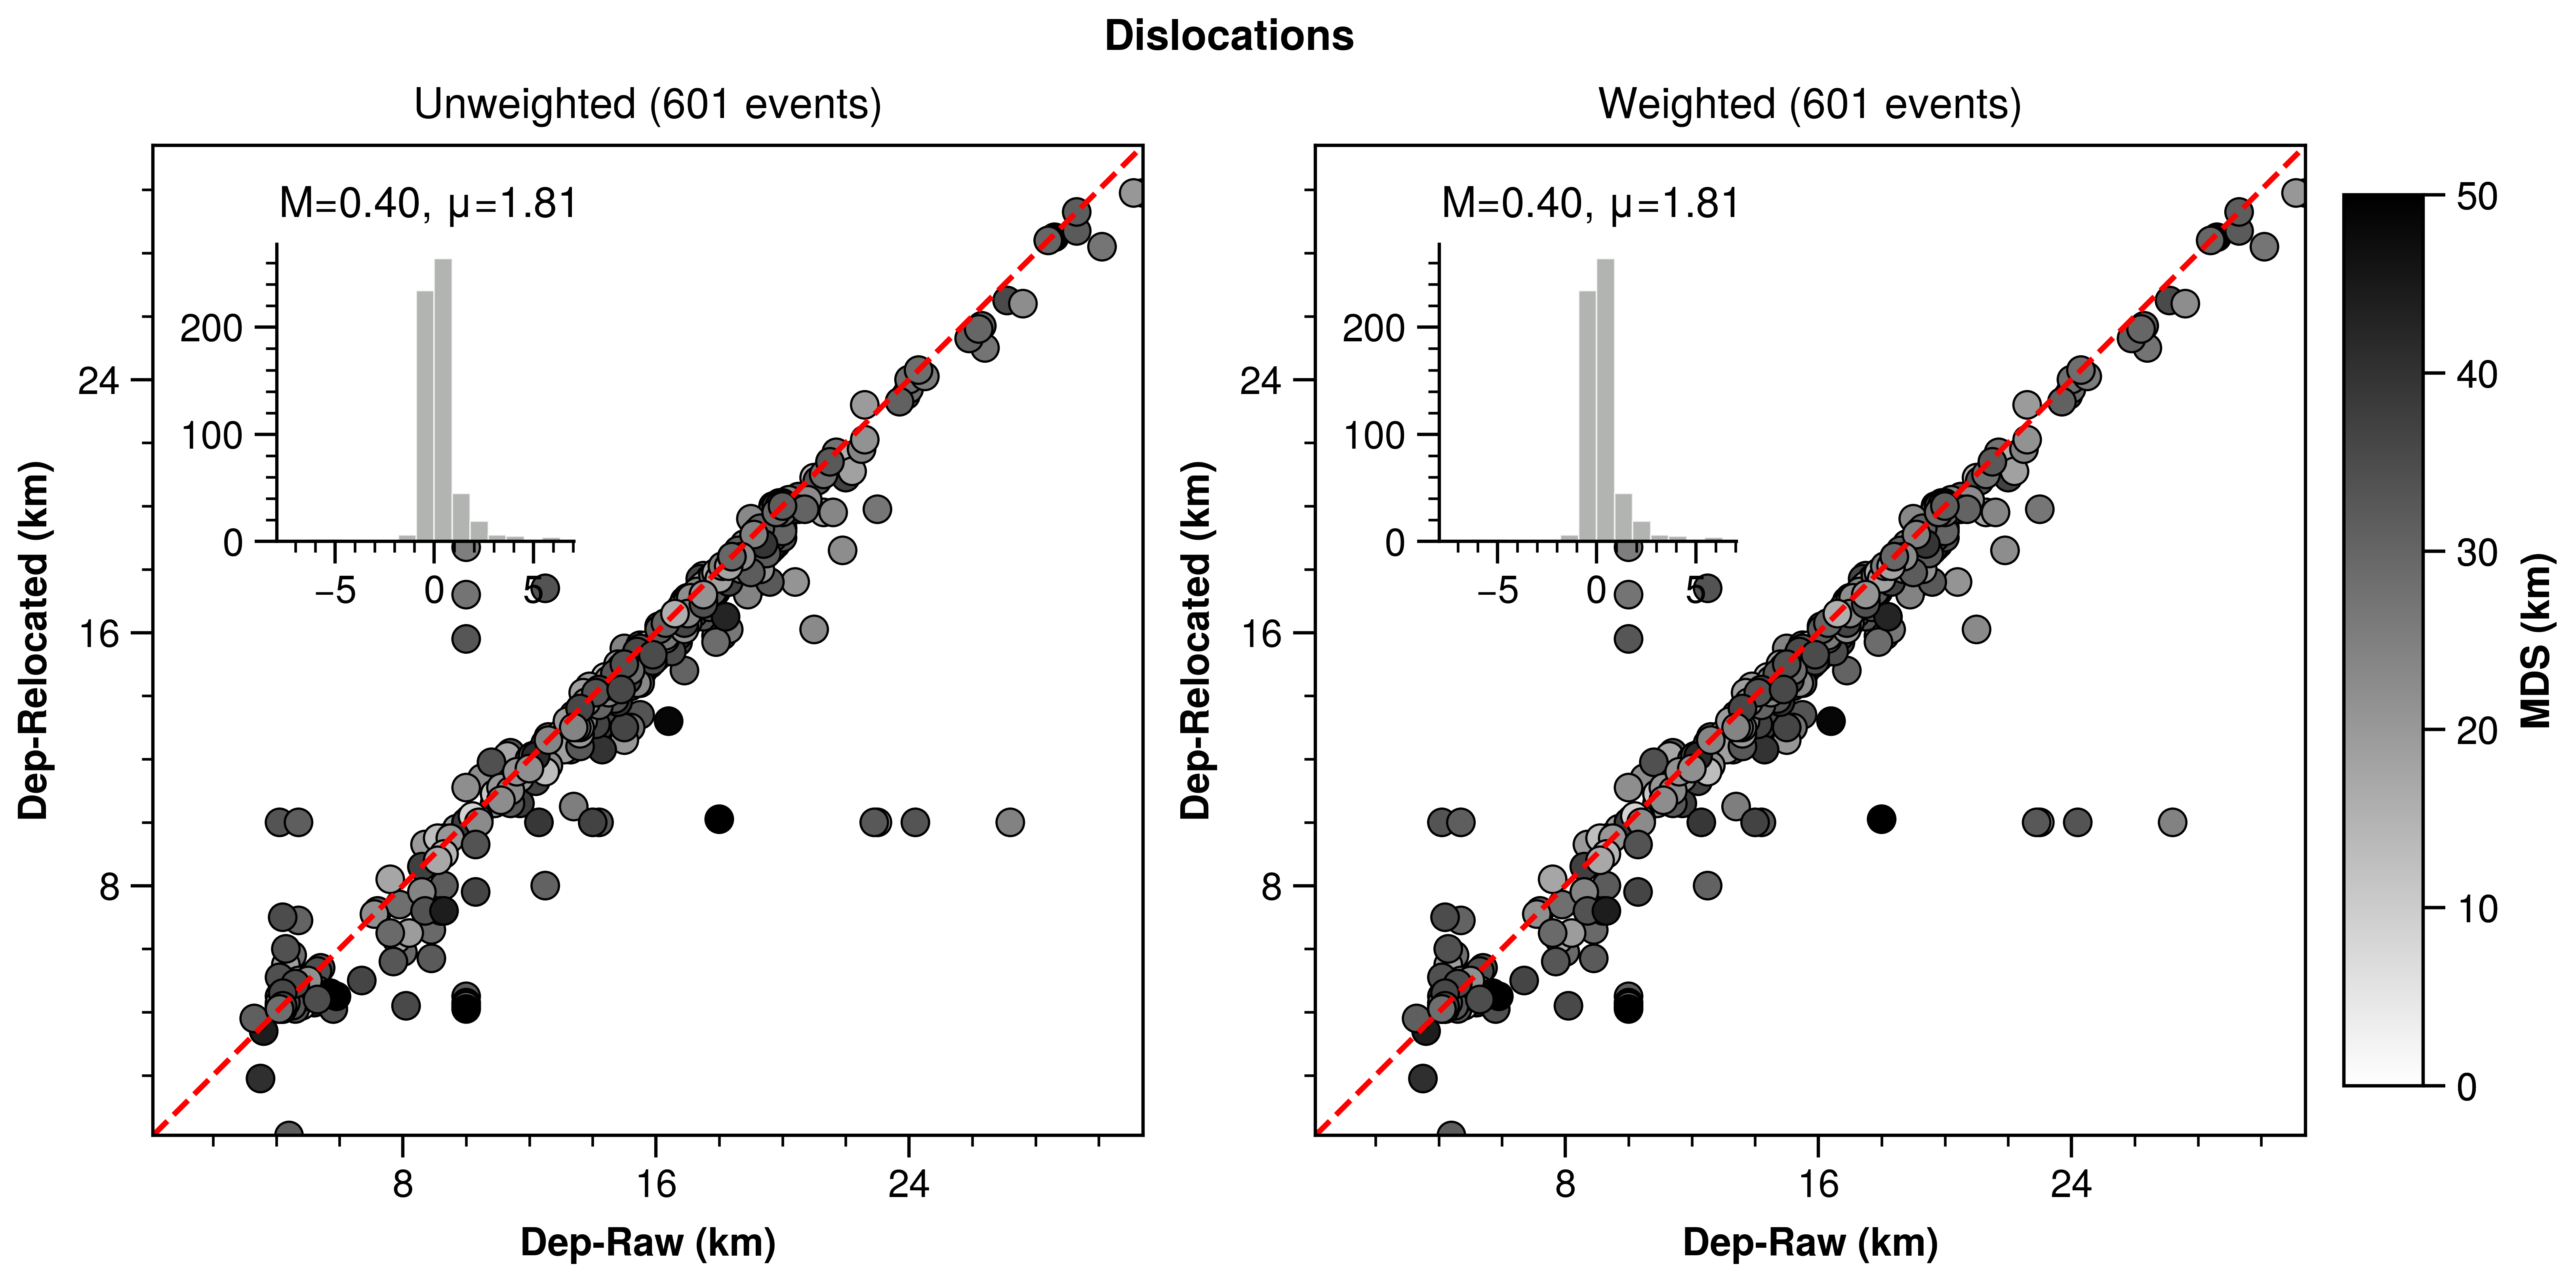 Dislocations
Unweighted (601 events)
M=0.40, µ=1.81
200
100
0
−5 0 5
24
16
8
Dep-Relocated (km)
8 16 24
Dep-Raw (km)
Weighted (601 events)
M=0.40, µ=1.81
200
100
0
−5 0 5
24
16
8
Dep-Relocated (km)
8 16 24
Dep-Raw (km)
50
40
30
20
10
0
MDS (km)